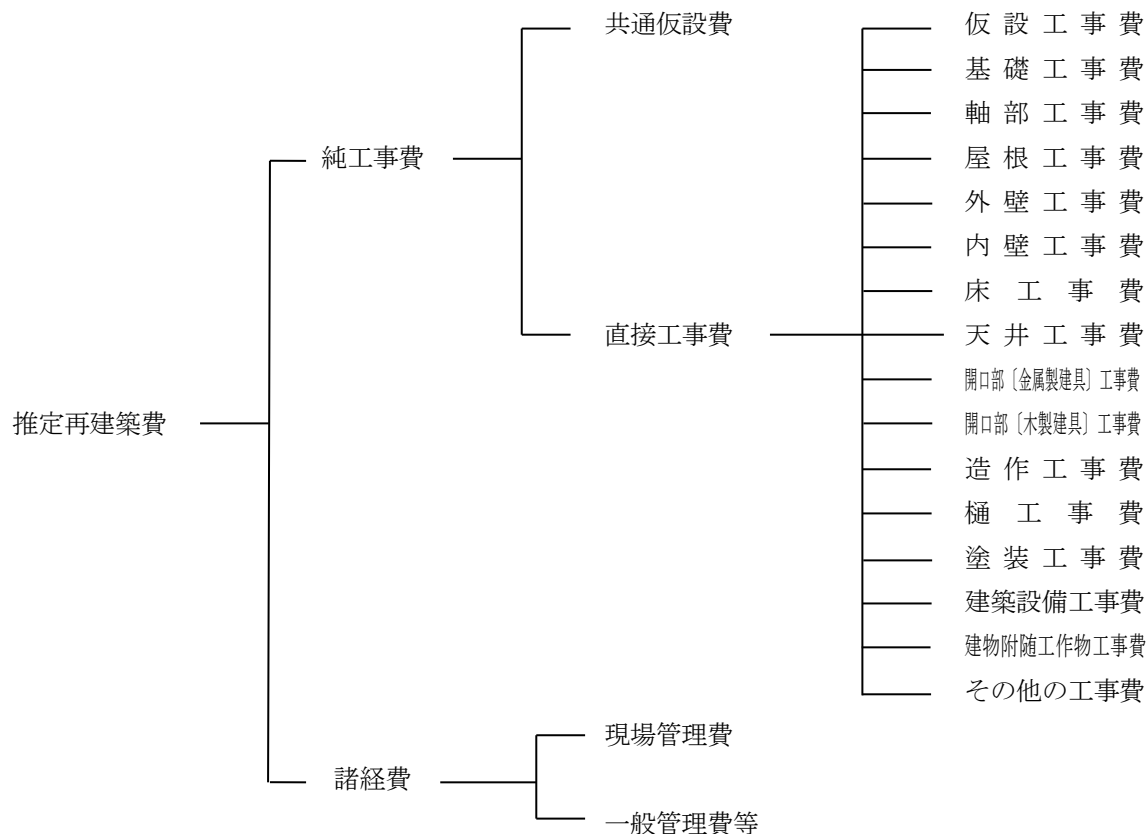 共通仮設費
仮設工事費
基礎工事費
軸部工事費
純工事費
屋根工事費
外壁工事費
内壁工事費
床工事費
直接工事費
天井工事費
開口部〔金属製建具〕工事費
推定再建築費
開口部〔木製建具〕工事費
造作工事費
樋工事費
塗装工事費
建築設備工事費
建物附随工作物工事費
その他の工事費
現場管理費
諸経費
一般管理費等